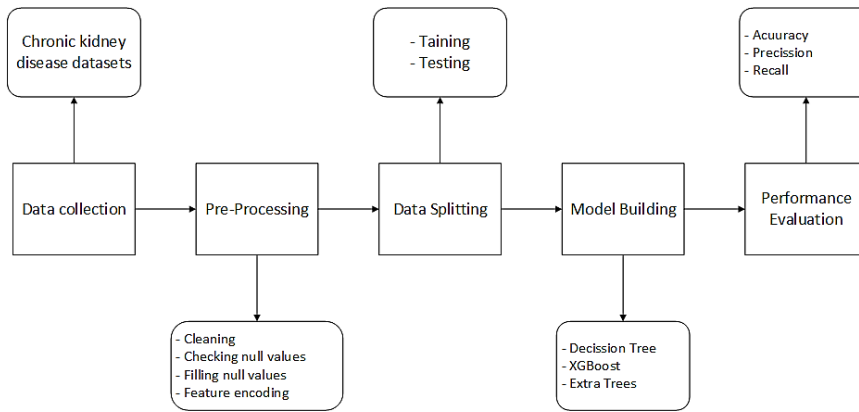 Chronic kidney
disease datasets
- Taining
- Testing
- Acuuracy
- Precission
- Recall
Data collection
Pre-Processing
Data Splitting
Model Building
Performance
Evaluation
- Cleaning
- Checking null values
- Filling null values
- Feature encoding
- Decission Tree
- XGBoost
- Extra Trees